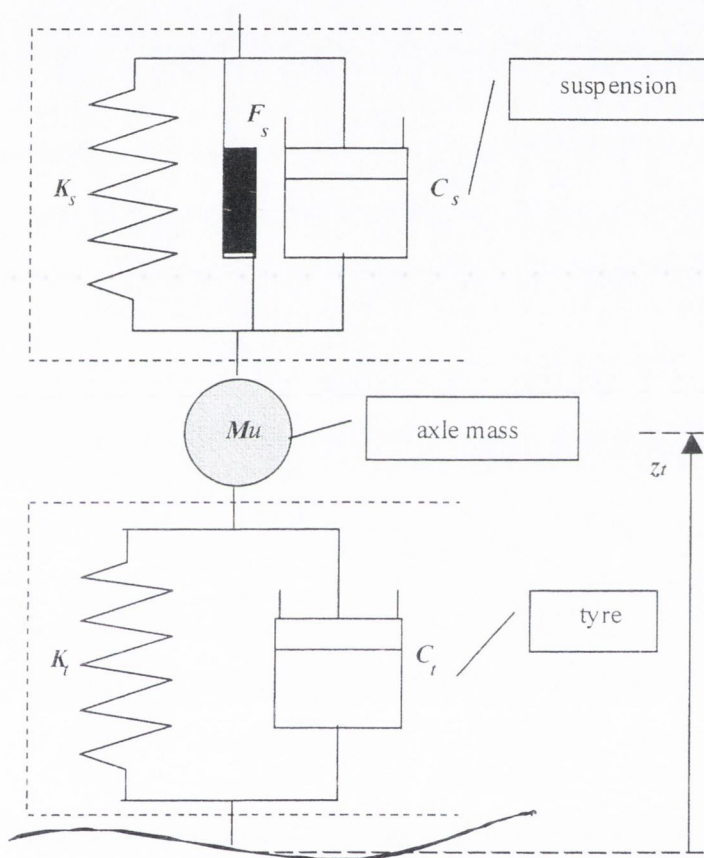 suspension
F_s
K_s
C_s
Mu
axle mass
z_t
tyre
K_t
C_t